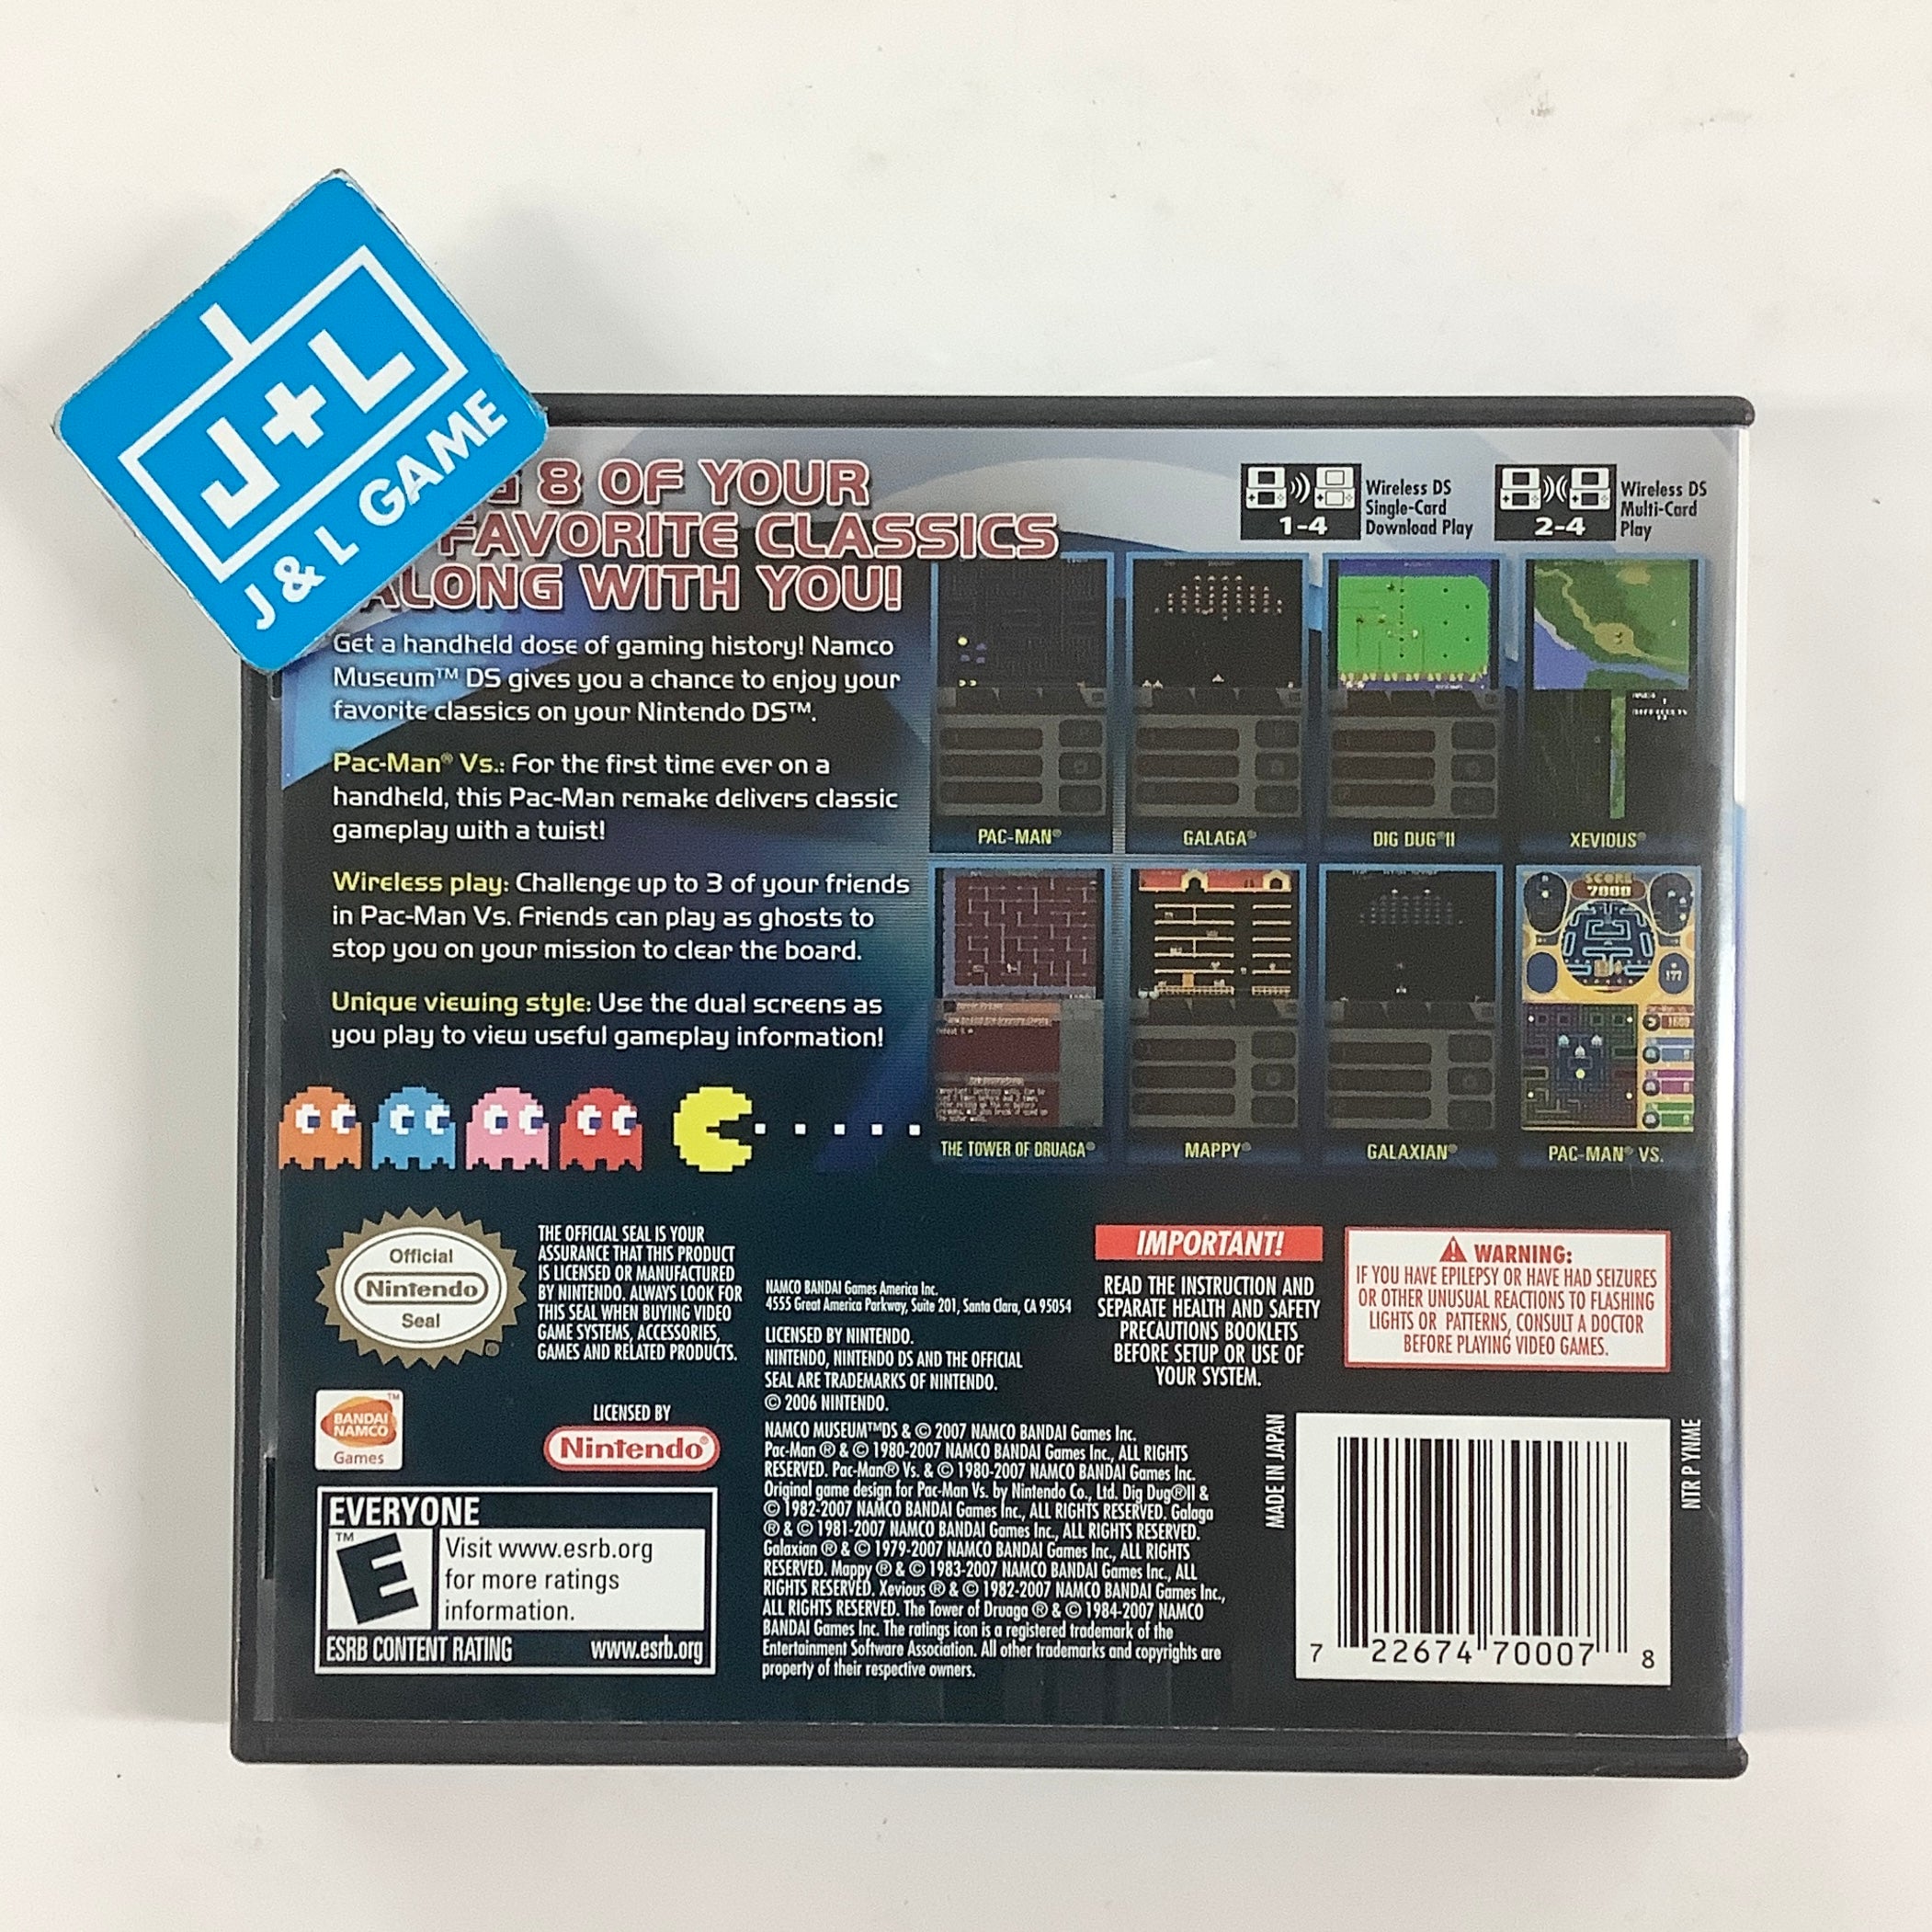 J+L
J & L GAME
8 OF YOUR
FAVORITE CLASSICS
ALONG WITH YOU!
1-4
Wireless DS
Single-Card
Download Play
2-4
Wireless DS
Multi-Card
Play
Get a handheld dose of gaming history! Namco
Museum™ DS gives you a chance to enjoy your
favorite classics on your Nintendo DS™.
Pac-Man® Vs.: For the first time ever on a
handheld, this Pac-Man remake delivers classic
gameplay with a twist!
Wireless play: Challenge up to 3 of your friends
in Pac-Man Vs. Friends can play as ghosts to
stop you on your mission to clear the board.
Unique viewing style: Use the dual screens as
you play to view useful gameplay information!
PAC-MAN®
GALAGA®
DIG DUG®II
XEVIOUS®
SCORE
7000
THE TOWER OF DRUAGA®
MAPPY®
GALAXIAN®
PAC-MAN® VS.
Official
Nintendo
Seal
®
THE OFFICIAL SEAL IS YOUR
ASSURANCE THAT THIS PRODUCT
IS LICENSED OR MANUFACTURED
BY NINTENDO. ALWAYS LOOK FOR
THIS SEAL WHEN BUYING VIDEO
GAME SYSTEMS, ACCESSORIES,
GAMES AND RELATED PRODUCTS.
BANDAI
NAMCO
Games
™
LICENSED BY
Nintendo®
EVERYONE
™
E
Visit www.esrb.org
for more ratings
information.
ESRB CONTENT RATING www.esrb.org
NAMCO BANDAI Games America Inc.
4555 Great America Parkway, Suite 201, Santa Clara, CA 95054
LICENSED BY NINTENDO.
NINTENDO, NINTENDO DS AND THE OFFICIAL
SEAL ARE TRADEMARKS OF NINTENDO.
© 2006 NINTENDO.
NAMCO MUSEUM™DS & © 2007 NAMCO BANDAI Games Inc.
Pac-Man ® & © 1980-2007 NAMCO BANDAI Games Inc., ALL RIGHTS
RESERVED. Pac-Man® Vs. & © 1980-2007 NAMCO BANDAI Games Inc.
Original game design for Pac-Man Vs. by Nintendo Co., Ltd. Dig Dug®II &
© 1982-2007 NAMCO BANDAI Games Inc., ALL RIGHTS RESERVED. Galaga
® & © 1981-2007 NAMCO BANDAI Games Inc., ALL RIGHTS RESERVED.
Galaxian ® & © 1979-2007 NAMCO BANDAI Games Inc., ALL RIGHTS
RESERVED. Mappy ® & © 1983-2007 NAMCO BANDAI Games Inc., ALL
RIGHTS RESERVED. Xevious ® & © 1982-2007 NAMCO BANDAI Games Inc.,
ALL RIGHTS RESERVED. The Tower of Druaga ® & © 1984-2007 NAMCO
BANDAI Games Inc. The ratings icon is a registered trademark of the
Entertainment Software Association. All other trademarks and copyrights are
property of their respective owners.
IMPORTANT!
READ THE INSTRUCTION AND
SEPARATE HEALTH AND SAFETY
PRECAUTIONS BOOKLETS
BEFORE SETUP OR USE OF
YOUR SYSTEM.
WARNING:
IF YOU HAVE EPILEPSY OR HAVE HAD SEIZURES
OR OTHER UNUSUAL REACTIONS TO FLASHING
LIGHTS OR PATTERNS, CONSULT A DOCTOR
BEFORE PLAYING VIDEO GAMES.
MADE IN JAPAN
NTR P YNME
7 22674 70007 8